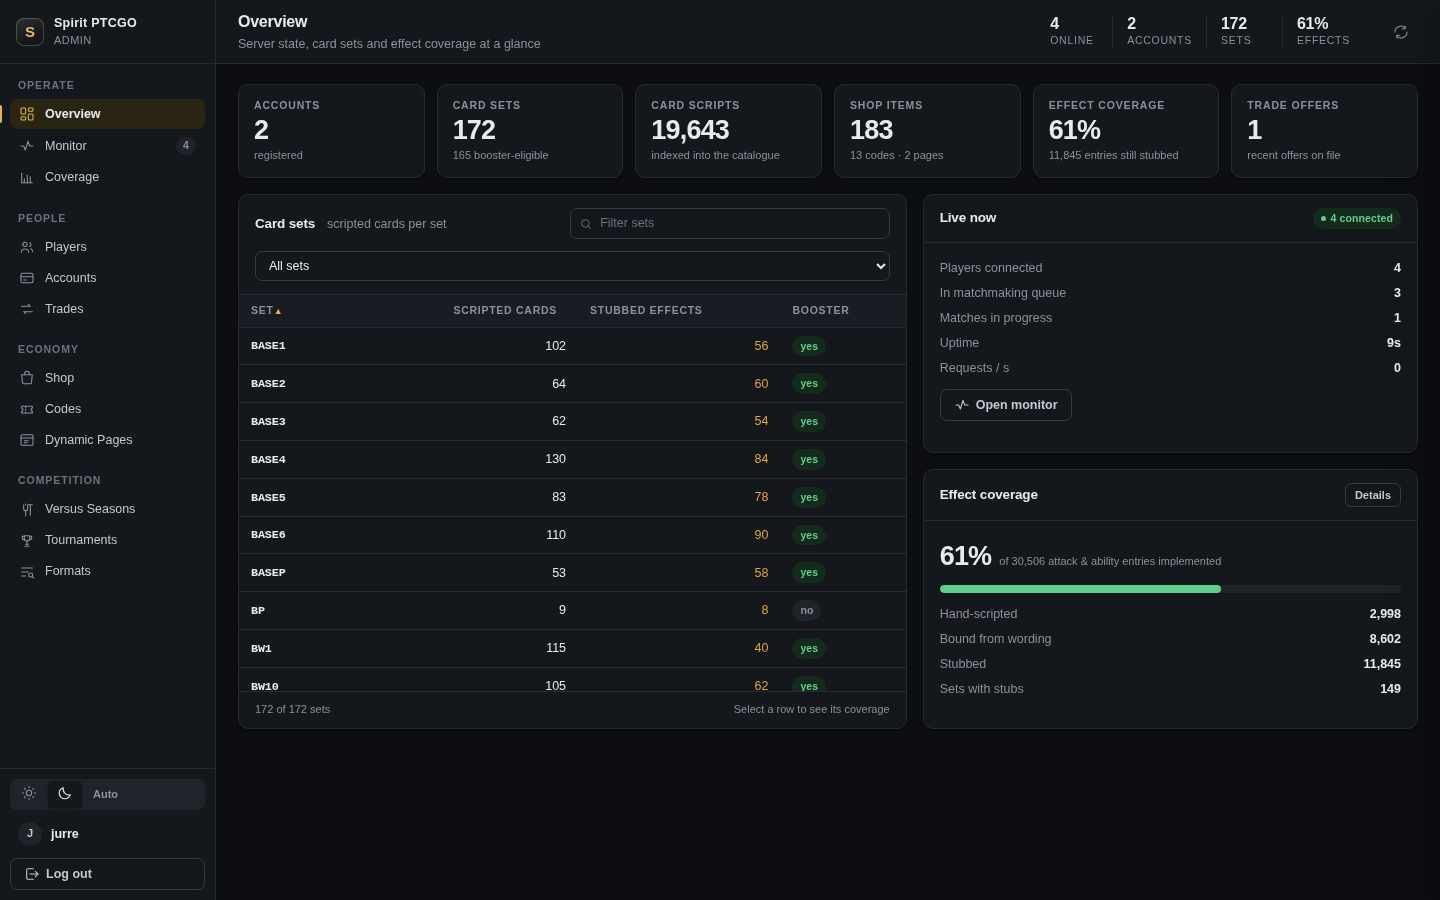 S
Spirit PTCGO
ADMIN
OPERATE
Overview
Monitor 4
Coverage
PEOPLE
Players
Accounts
Trades
ECONOMY
Shop
Codes
Dynamic Pages
COMPETITION
Versus Seasons
Tournaments
Formats
Auto
J jurre
Log out
Overview
Server state, card sets and effect coverage at a glance
4 ONLINE
2 ACCOUNTS
172 SETS
61% EFFECTS
ACCOUNTS
2
registered
CARD SETS
172
165 booster-eligible
CARD SCRIPTS
19,643
indexed into the catalogue
SHOP ITEMS
183
13 codes · 2 pages
EFFECT COVERAGE
61%
11,845 entries still stubbed
TRADE OFFERS
1
recent offers on file
Card sets scripted cards per set
Filter sets
All sets
SET▲ SCRIPTED CARDS STUBBED EFFECTS BOOSTER
BASE1 102 56 yes
BASE2 64 60 yes
BASE3 62 54 yes
BASE4 130 84 yes
BASE5 83 78 yes
BASE6 110 90 yes
BASEP 53 58 yes
BP 9 8 no
BW1 115 40 yes
BW10 105 62 yes
172 of 172 sets
Select a row to see its coverage
Live now
4 connected
Players connected 4
In matchmaking queue 3
Matches in progress 1
Uptime 9s
Requests / s 0
Open monitor
Effect coverage
Details
61% of 30,506 attack & ability entries implemented
Hand-scripted 2,998
Bound from wording 8,602
Stubbed 11,845
Sets with stubs 149